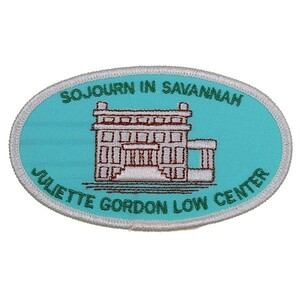 SOJOURN IN SAVANNAH
JULIETTE GORDON LOW CENTER